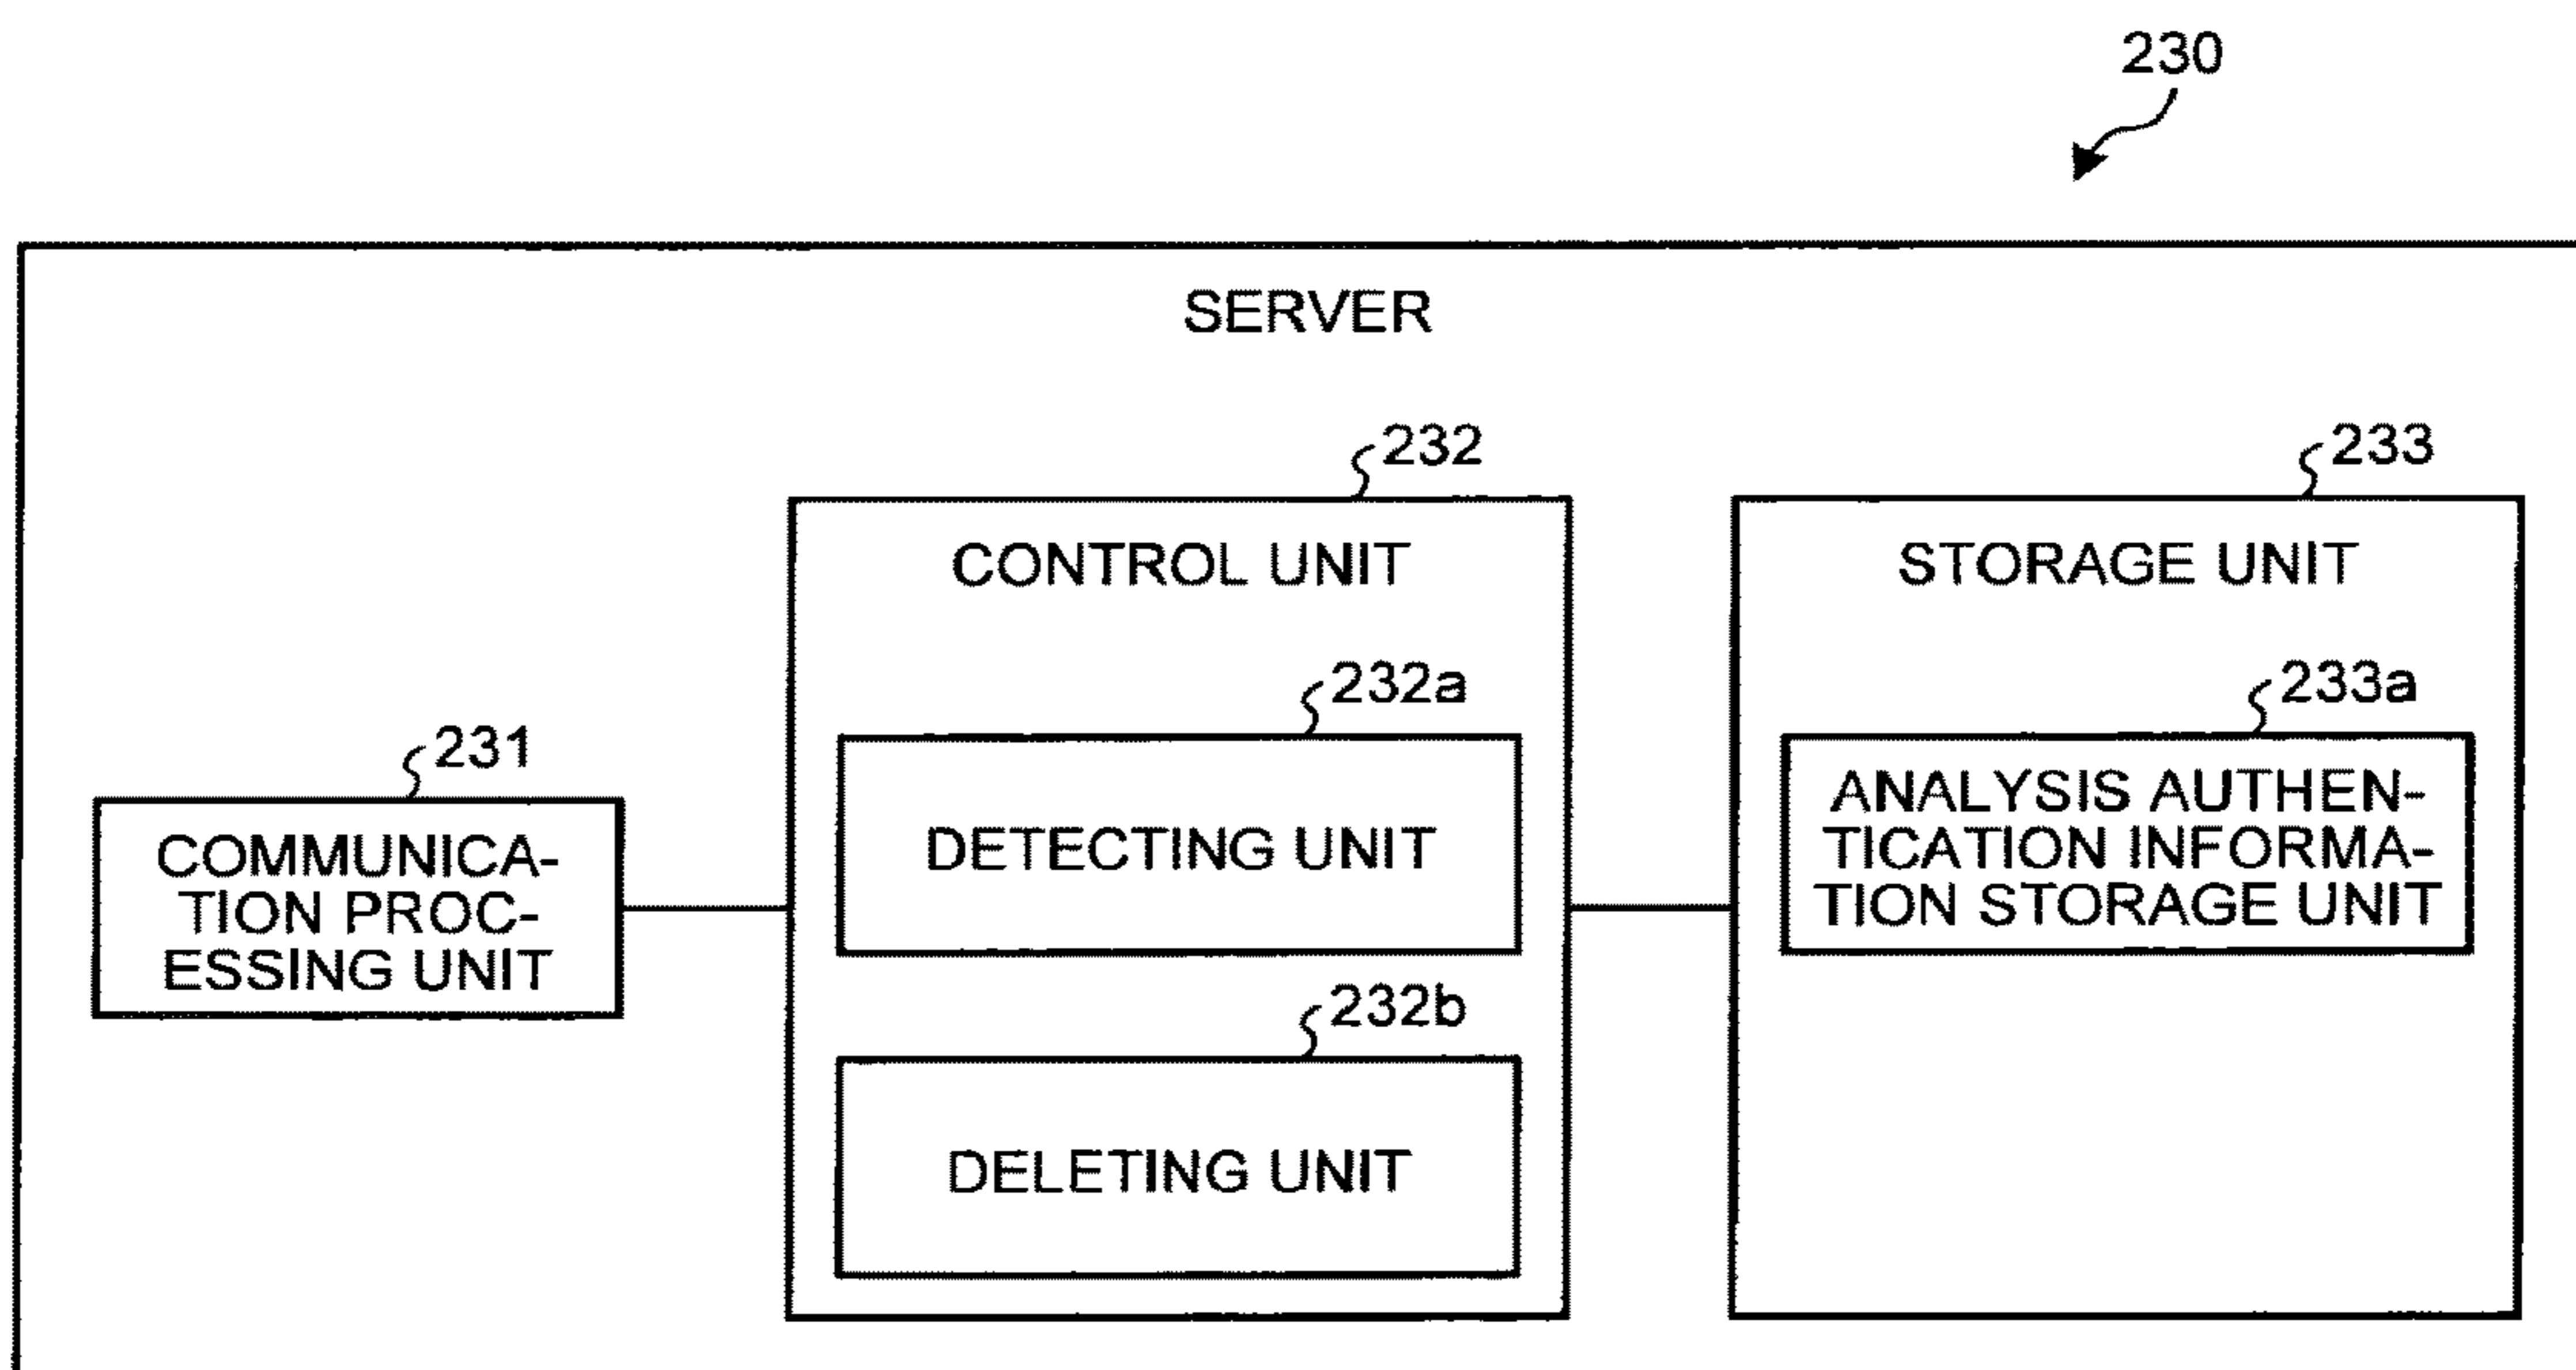 230
SERVER
232
233
CONTROL UNIT
STORAGE UNIT
232a
233a
231
COMMUNICA-
TION PROC-
ESSING UNIT
DETECTING UNIT
ANALYSIS AUTHEN-
TICATION INFORMA-
TION STORAGE UNIT
232b
DELETING UNIT